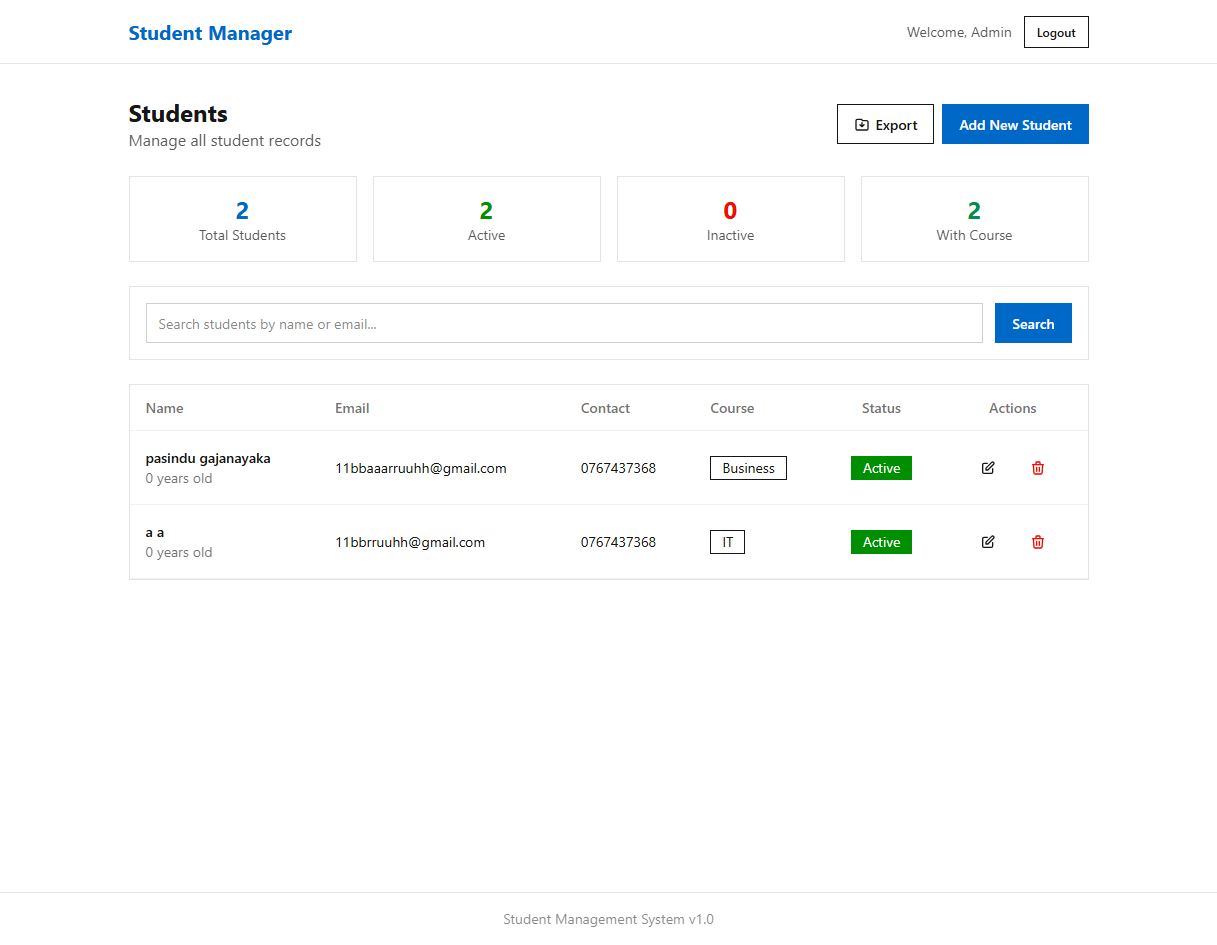 Student Manager
Welcome, Admin
Logout
Students
Manage all student records
Export
Add New Student
2
Total Students
2
Active
0
Inactive
2
With Course
Search students by name or email...
Search
Name Email Contact Course Status Actions
pasindu gajanayaka
0 years old
11bbaaarruuhh@gmail.com
0767437368
Business
Active
a a
0 years old
11bbrruuhh@gmail.com
0767437368
IT
Active
Student Management System v1.0